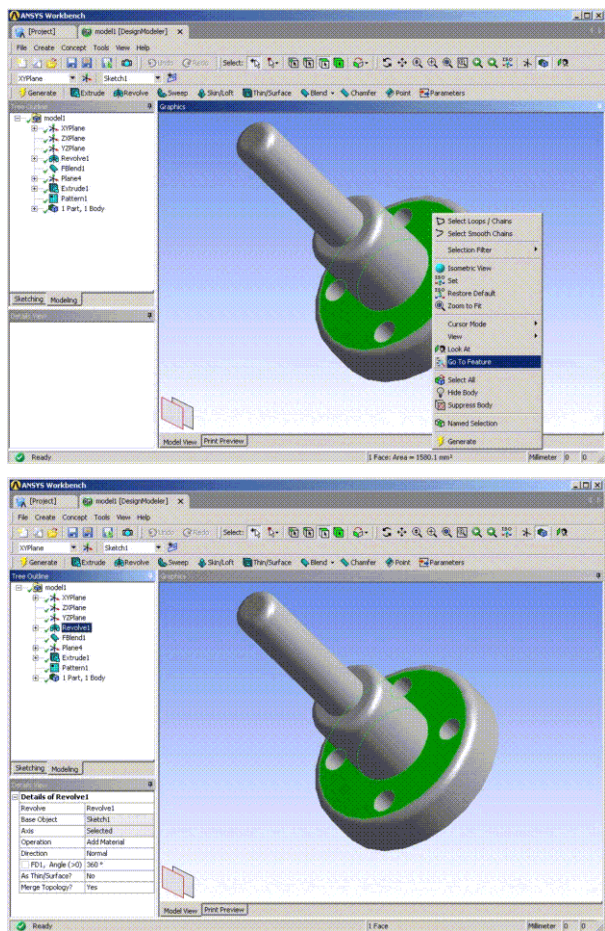 ANSYS Workbench
[Project] model1 [DesignModeler] X
File Create Concept Tools View Help
Undo Redo Select: ISO
XYPlane Sketch1
Generate Extrude Revolve Sweep Skin/Loft Thin/Surface Blend Chamfer Point Parameters
Tree Outline Graphics
model1
XYPlane
ZXPlane
YZPlane
Revolve1
FBlend1
Plane4
Extrude1
Pattern1
1 Part, 1 Body
Select Loops / Chains
Select Smooth Chains
Selection Filter
Isometric View
ISO Set
ISO Restore Default
Zoom to Fit
Cursor Mode
View
Look At
Go To Feature
Select All
Hide Body
Suppress Body
Named Selection
Generate
Sketching Modeling
Details View
Model View Print Preview
Ready 1 Face: Area = 1580.1 mm² Millimeter 0 0
ANSYS Workbench
[Project] model1 [DesignModeler] X
File Create Concept Tools View Help
Undo Redo Select: ISO
XYPlane Sketch1
Generate Extrude Revolve Sweep Skin/Loft Thin/Surface Blend Chamfer Point Parameters
Tree Outline Graphics
model1
XYPlane
ZXPlane
YZPlane
Revolve1
FBlend1
Plane4
Extrude1
Pattern1
1 Part, 1 Body
Sketching Modeling
Details View
Details of Revolve1
Revolve Revolve1
Base Object Sketch1
Axis Selected
Operation Add Material
Direction Normal
FD1, Angle (>0) 360 °
As Thin/Surface? No
Merge Topology? Yes
Model View Print Preview
Ready 1 Face Millimeter 0 0